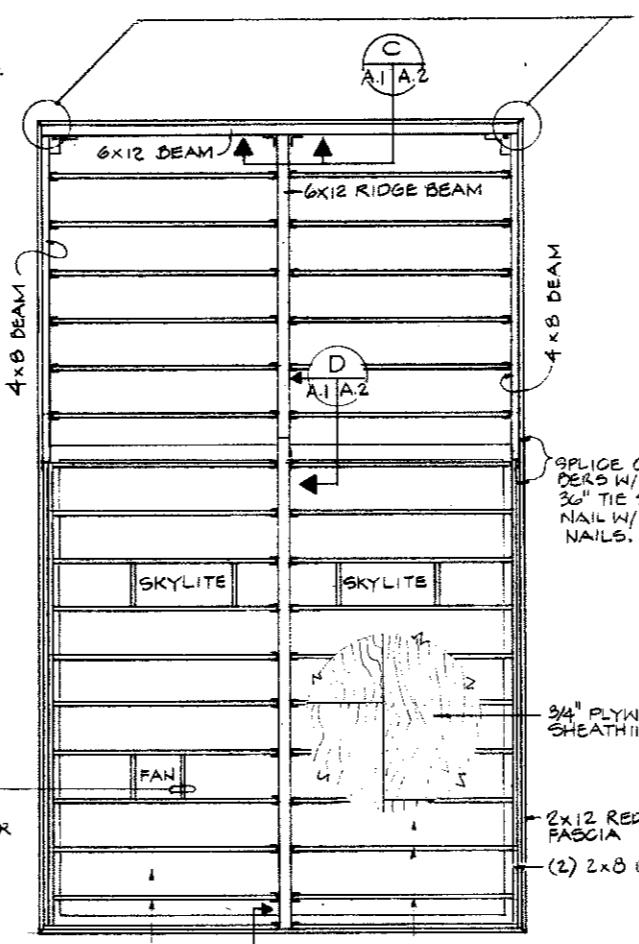 C
A.1 A.2
6x12 BEAM
6x12 RIDGE BEAM
4x8 BEAM
4x8 BEAM
D
A.1 A.2
SPLICE
BERS W/
36" TIE
NAIL W/
NAILS.
SKYLITE
SKYLITE
3/4" PLYW
SHEATHI
FAN
R
2x12 RED
FASCIA
(2) 2x8